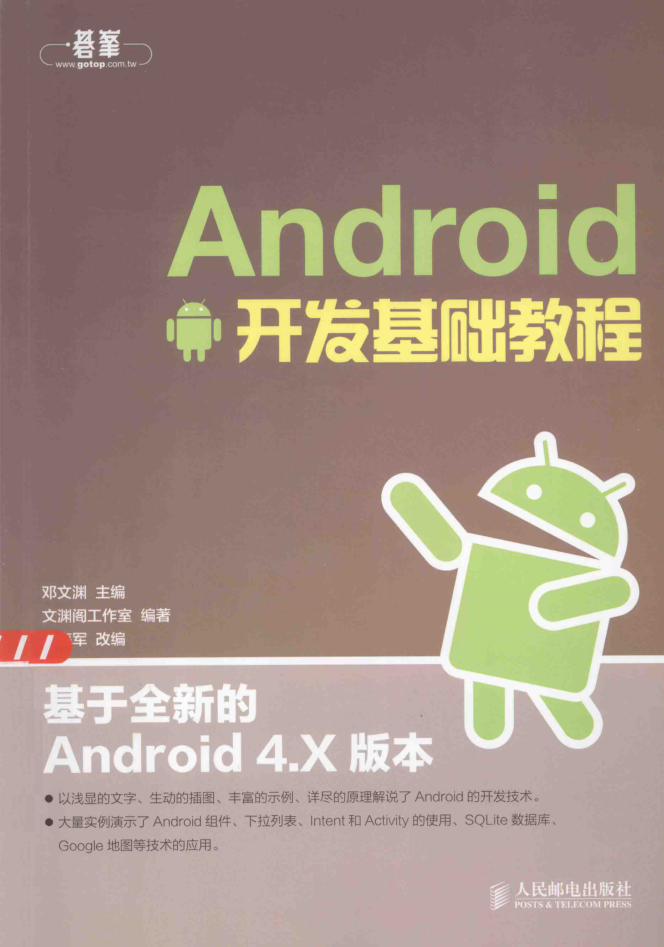 碁峯
www.gotop.com.tw
Android
开发基础教程
邓文渊 主编
文渊阁工作室 编著
军 改编
基于全新的
Android 4.X 版本
● 以浅显的文字、生动的插图、丰富的示例、详尽的原理解说了 Android 的开发技术。
● 大量实例演示了 Android 组件、下拉列表、Intent 和 Activity 的使用、SQLite 数据库、
Google 地图等技术的应用。
人民邮电出版社
POSTS & TELECOM PRESS